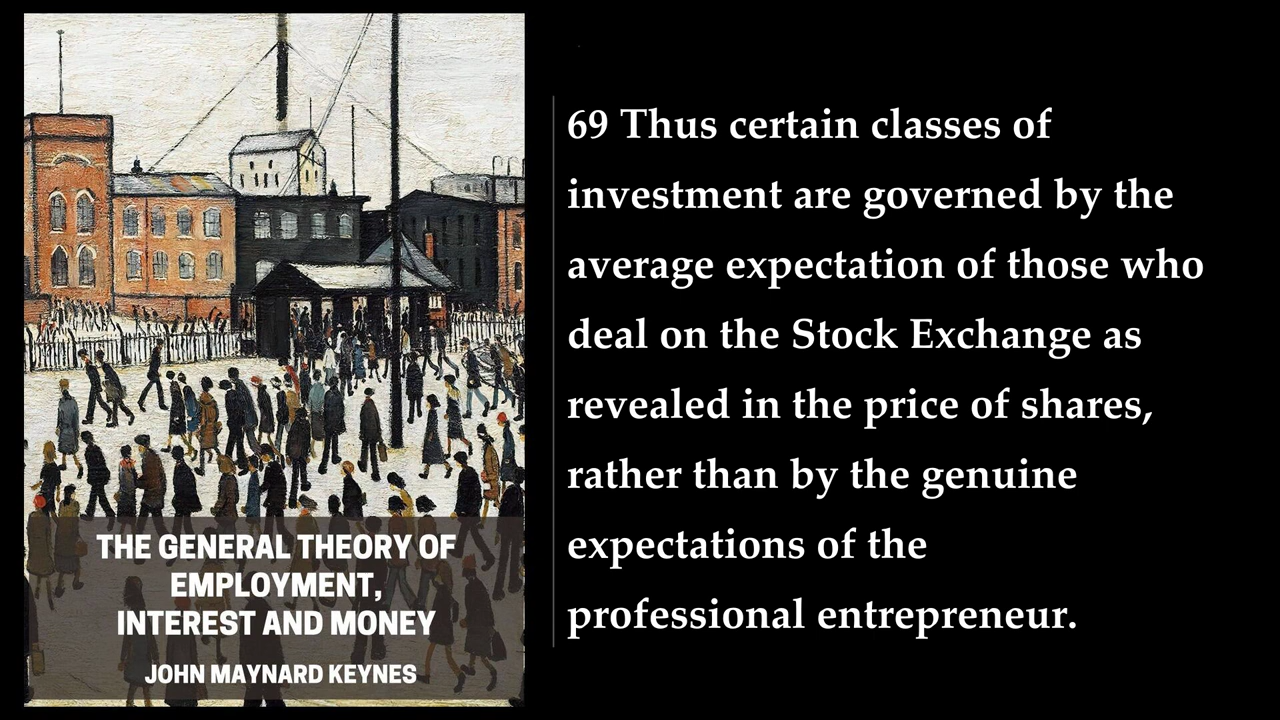 69 Thus certain classes of
investment are governed by the
average expectation of those who
deal on the Stock Exchange as
revealed in the price of shares,
rather than by the genuine
expectations of the
professional entrepreneur.
THE GENERAL THEORY OF
EMPLOYMENT,
INTEREST AND MONEY
JOHN MAYNARD KEYNES